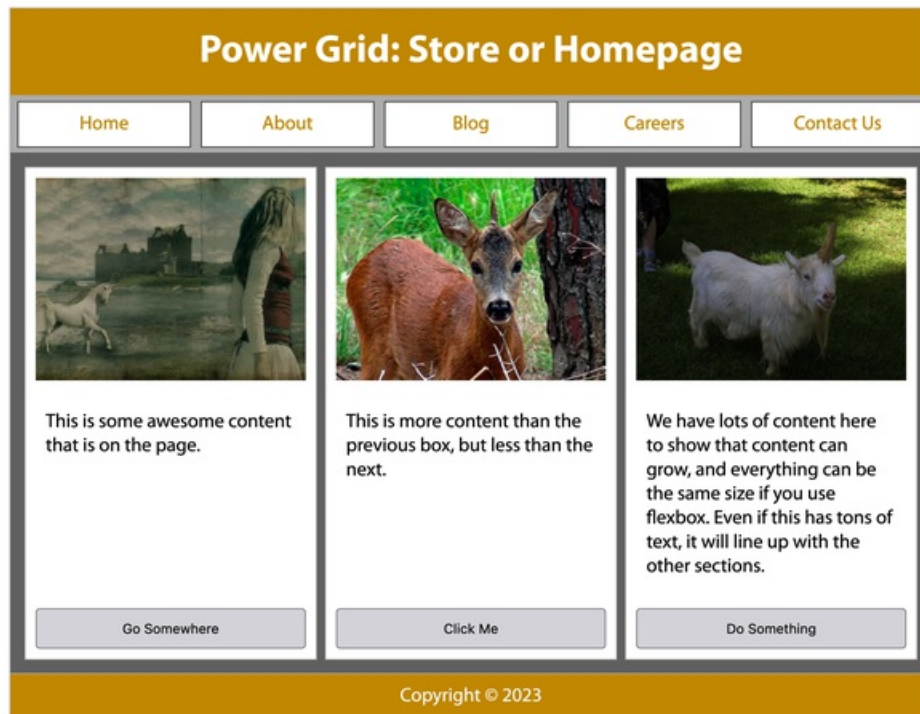 Power Grid: Store or Homepage
Home About Blog Careers Contact Us
This is some awesome content
that is on the page.
This is more content than the
previous box, but less than the
next.
We have lots of content here
to show that content can
grow, and everything can be
the same size if you use
flexbox. Even if this has tons of
text, it will line up with the
other sections.
Go Somewhere
Click Me
Do Something
Copyright © 2023